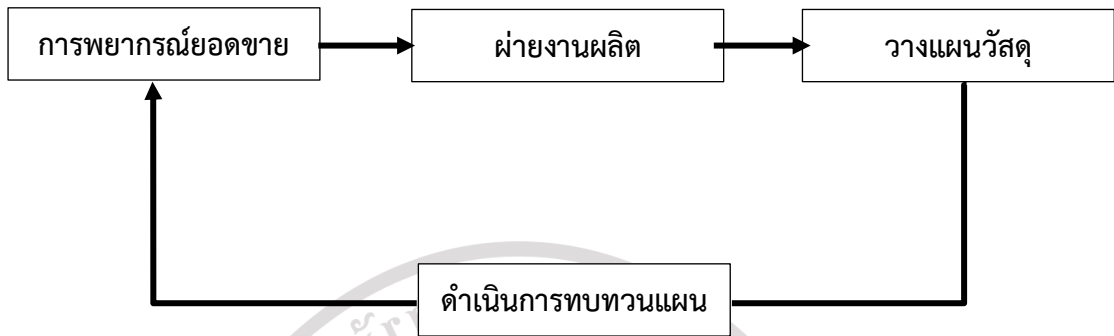 การพยากรณ์ยอดขาย
ผ่ายงานผลิต
วางแผนวัสดุ
ดำเนินการทบทวนแผน